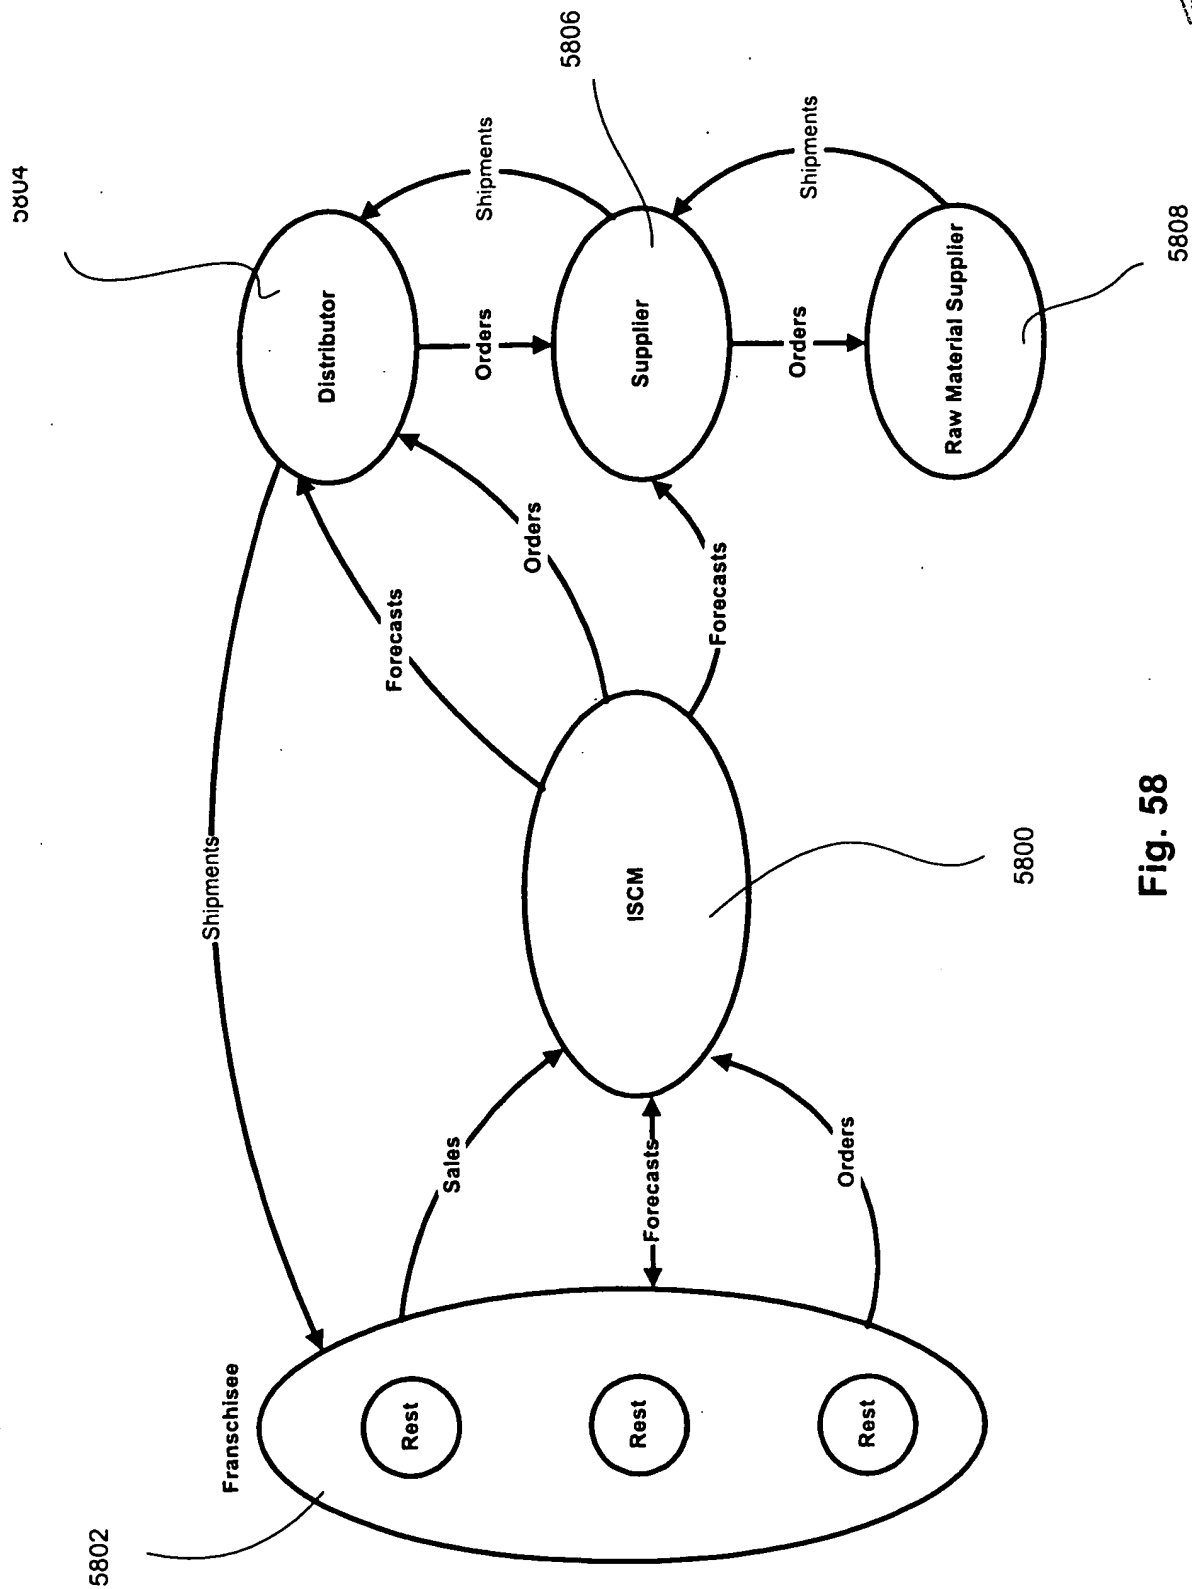 5804
5802
Shipments
Franschisee
Distributor
Forecasts
Rest
Sales
Orders
Shipments
Orders
5806
Rest
ISCM
Supplier
Forecasts
Forecasts
Orders
Shipments
Orders
Rest
Raw Material Supplier
5800
5808
Fig. 58